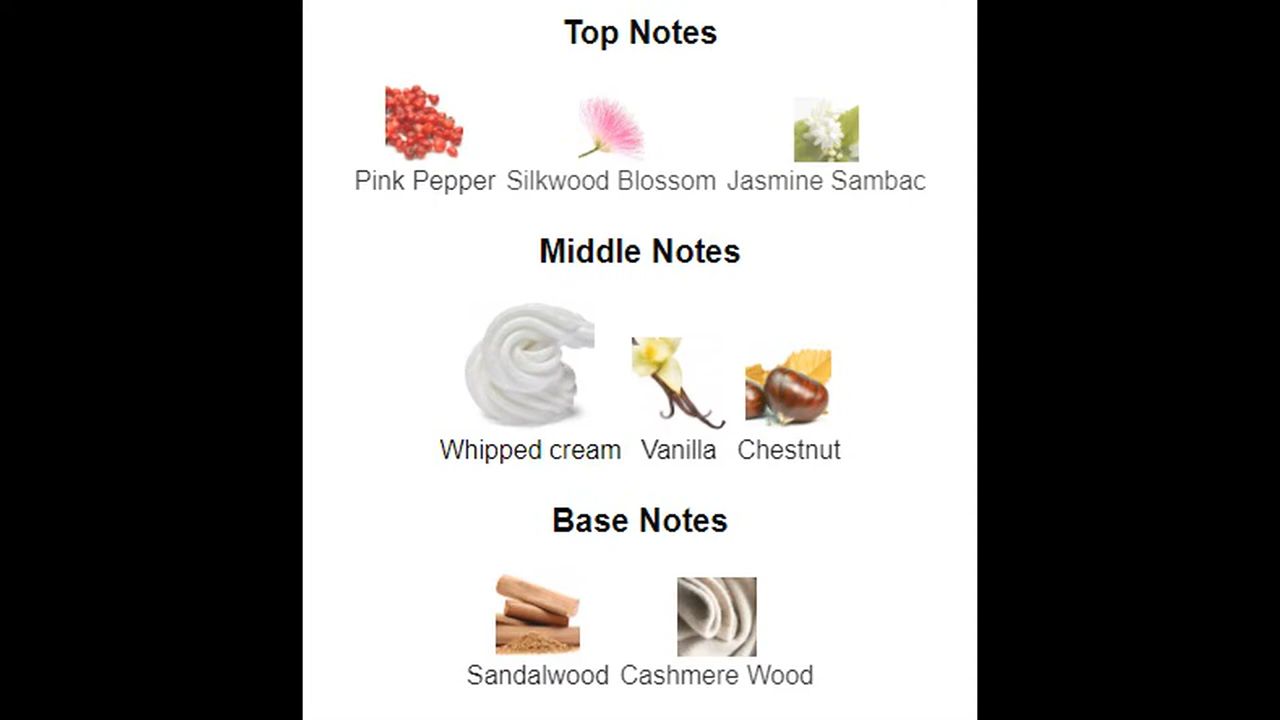 Top Notes
Pink Pepper Silkwood Blossom Jasmine Sambac
Middle Notes
Whipped cream Vanilla Chestnut
Base Notes
Sandalwood Cashmere Wood